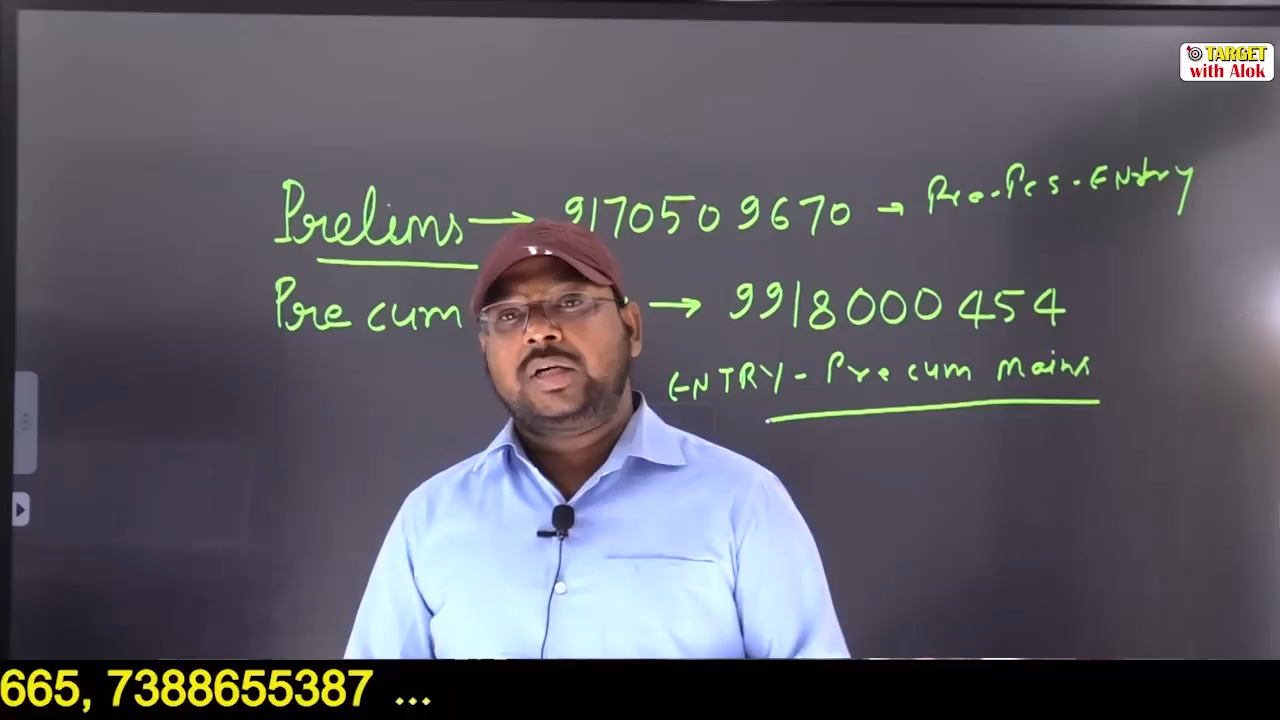 TARGET
with Alok
Prelims → 9170509670 → Pre-Pcs-ENtry
Pre cum → 9918000454
ENTRY - Pre cum mains
665, 7388655387 ...